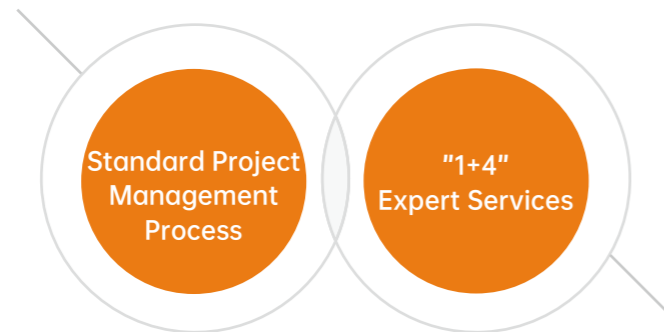 Standard Project
Management
Process
"1+4"
Expert Services